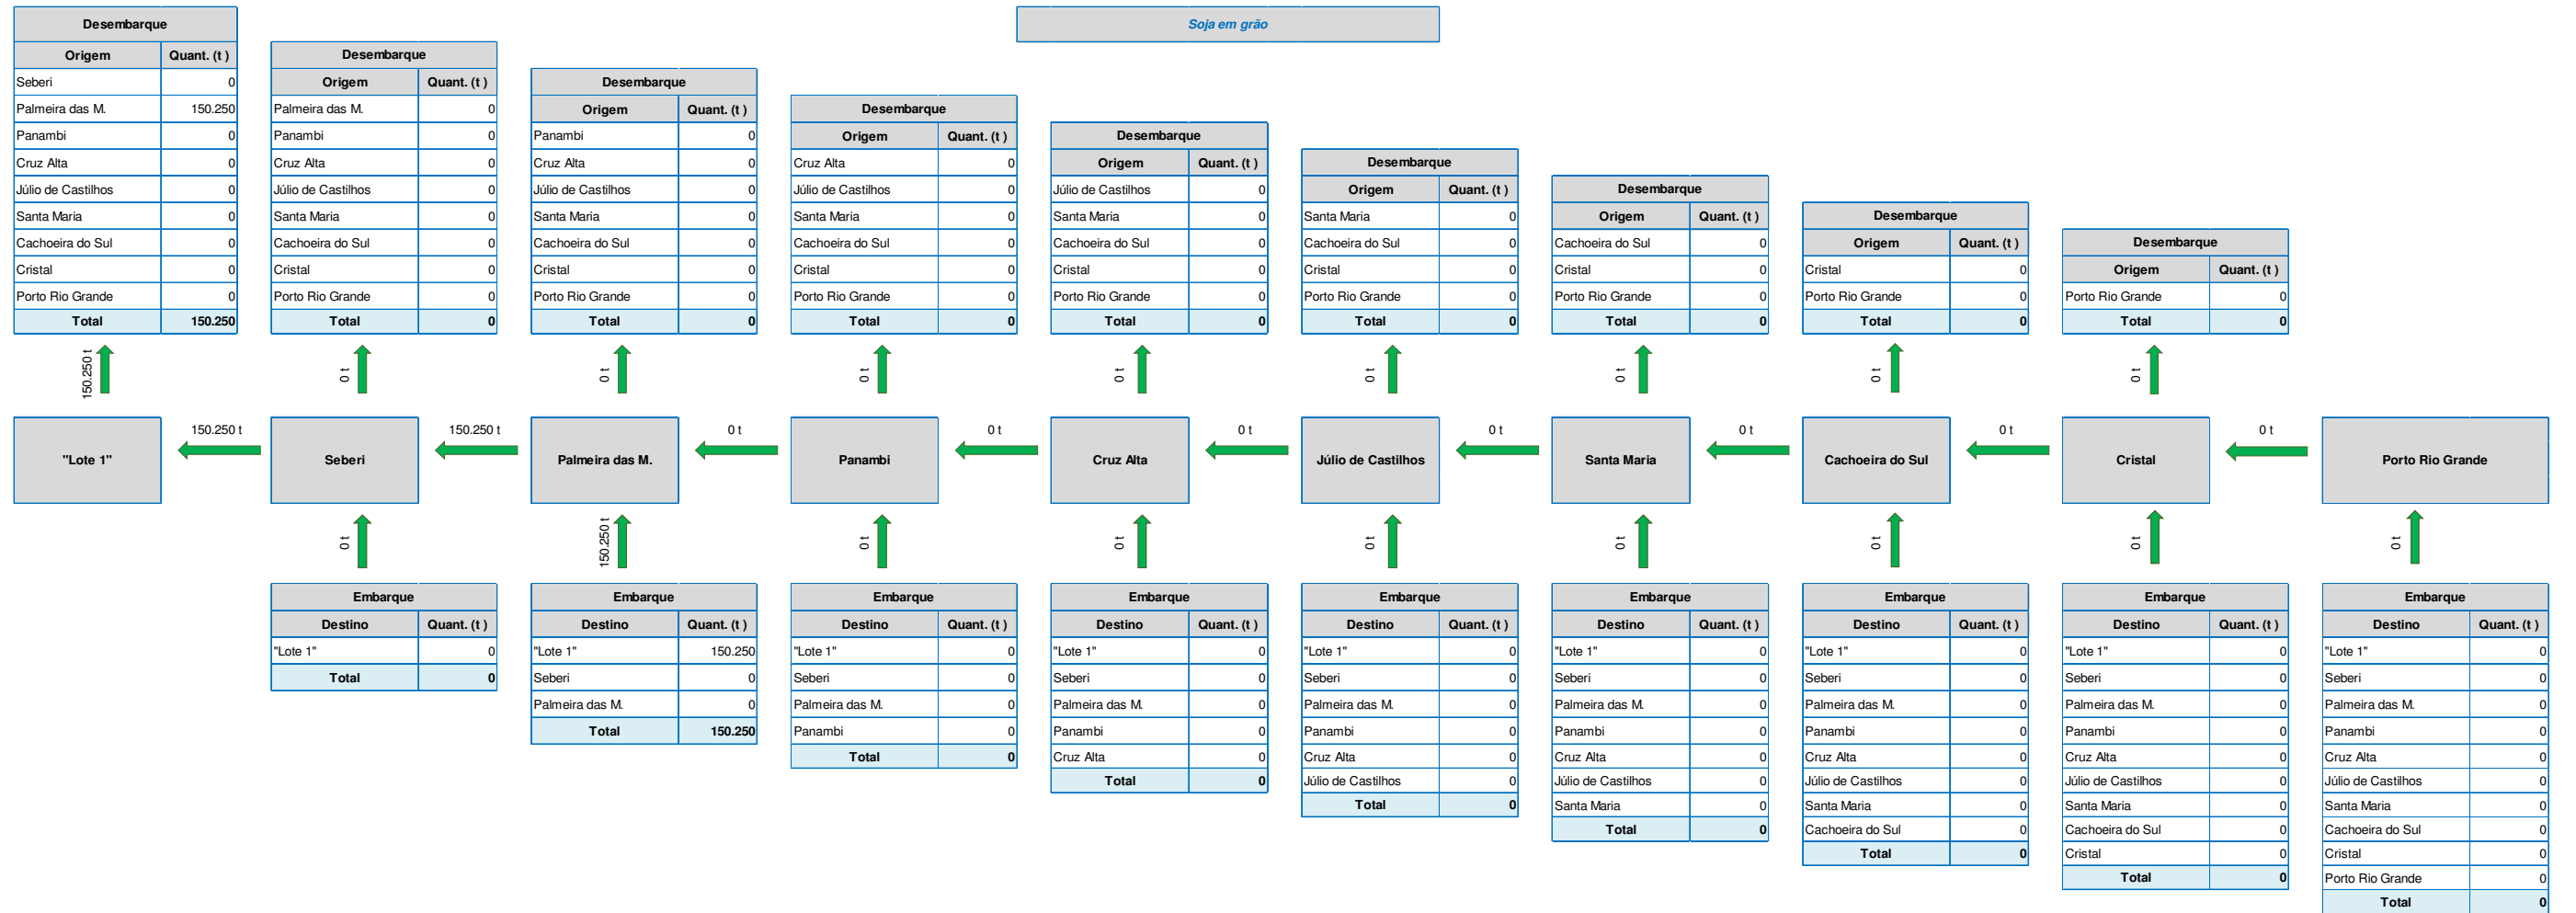 Soja em grão
Desembarque
Origem Quant. (t )
Seberi 0
Palmeira das M. 150.250
Panambi 0
Cruz Alta 0
Júlio de Castilhos 0
Santa Maria 0
Cachoeira do Sul 0
Cristal 0
Porto Rio Grande 0
Total 150.250
Desembarque
Origem Quant. (t )
Palmeira das M. 0
Panambi 0
Cruz Alta 0
Júlio de Castilhos 0
Santa Maria 0
Cachoeira do Sul 0
Cristal 0
Porto Rio Grande 0
Total 0
Desembarque
Origem Quant. (t )
Panambi 0
Cruz Alta 0
Júlio de Castilhos 0
Santa Maria 0
Cachoeira do Sul 0
Cristal 0
Porto Rio Grande 0
Total 0
Desembarque
Origem Quant. (t )
Cruz Alta 0
Júlio de Castilhos 0
Santa Maria 0
Cachoeira do Sul 0
Cristal 0
Porto Rio Grande 0
Total 0
Desembarque
Origem Quant. (t )
Júlio de Castilhos 0
Santa Maria 0
Cachoeira do Sul 0
Cristal 0
Porto Rio Grande 0
Total 0
Desembarque
Origem Quant. (t )
Santa Maria 0
Cachoeira do Sul 0
Cristal 0
Porto Rio Grande 0
Total 0
Desembarque
Origem Quant. (t )
Cachoeira do Sul 0
Cristal 0
Porto Rio Grande 0
Total 0
Desembarque
Origem Quant. (t )
Cristal 0
Porto Rio Grande 0
Total 0
Desembarque
Origem Quant. (t )
Porto Rio Grande 0
Total 0
150.250 t
0 t
0 t
0 t
0 t
0 t
0 t
0 t
0 t
"Lote 1"
150.250 t
Seberi
150.250 t
Palmeira das M.
0 t
Panambi
0 t
Cruz Alta
0 t
Júlio de Castilhos
0 t
Santa Maria
0 t
Cachoeira do Sul
0 t
Cristal
0 t
Porto Rio Grande
0 t
150.250 t
0 t
0 t
0 t
0 t
0 t
0 t
0 t
Embarque
Destino Quant. (t )
"Lote 1" 0
Total 0
Embarque
Destino Quant. (t )
"Lote 1" 150.250
Seberi 0
Palmeira das M. 0
Total 150.250
Embarque
Destino Quant. (t )
"Lote 1" 0
Seberi 0
Palmeira das M. 0
Panambi 0
Total 0
Embarque
Destino Quant. (t )
"Lote 1" 0
Seberi 0
Palmeira das M. 0
Panambi 0
Cruz Alta 0
Total 0
Embarque
Destino Quant. (t )
"Lote 1" 0
Seberi 0
Palmeira das M. 0
Panambi 0
Cruz Alta 0
Júlio de Castilhos 0
Total 0
Embarque
Destino Quant. (t )
"Lote 1" 0
Seberi 0
Palmeira das M. 0
Panambi 0
Cruz Alta 0
Júlio de Castilhos 0
Santa Maria 0
Total 0
Embarque
Destino Quant. (t )
"Lote 1" 0
Seberi 0
Palmeira das M. 0
Panambi 0
Cruz Alta 0
Júlio de Castilhos 0
Santa Maria 0
Cachoeira do Sul 0
Total 0
Embarque
Destino Quant. (t )
"Lote 1" 0
Seberi 0
Palmeira das M. 0
Panambi 0
Cruz Alta 0
Júlio de Castilhos 0
Santa Maria 0
Cachoeira do Sul 0
Cristal 0
Total 0
Embarque
Destino Quant. (t )
"Lote 1" 0
Seberi 0
Palmeira das M. 0
Panambi 0
Cruz Alta 0
Júlio de Castilhos 0
Santa Maria 0
Cachoeira do Sul 0
Cristal 0
Porto Rio Grande 0
Total 0